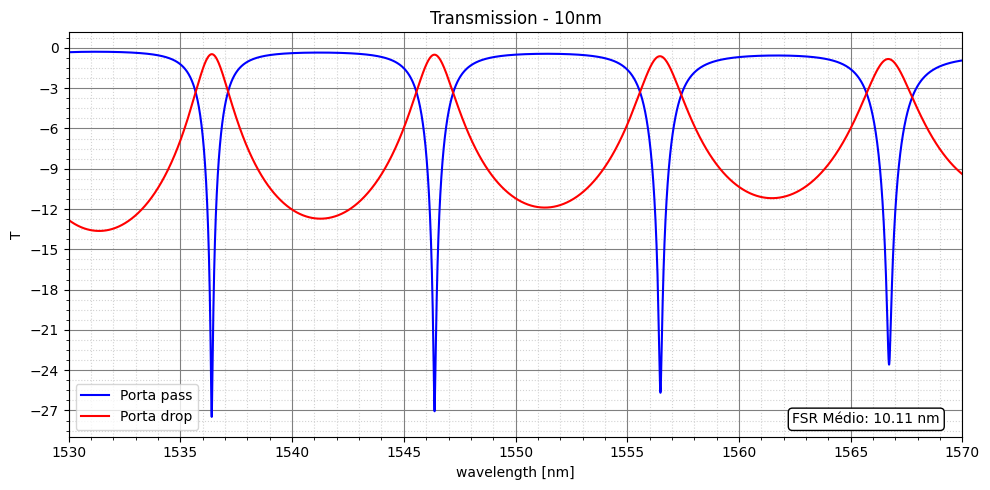 Transmission - 10nm
T
0
−3
−6
−9
−12
−15
−18
−21
−24
−27
Porta pass
Porta drop
FSR Médio: 10.11 nm
1530 1535 1540 1545 1550 1555 1560 1565 1570
wavelength [nm]